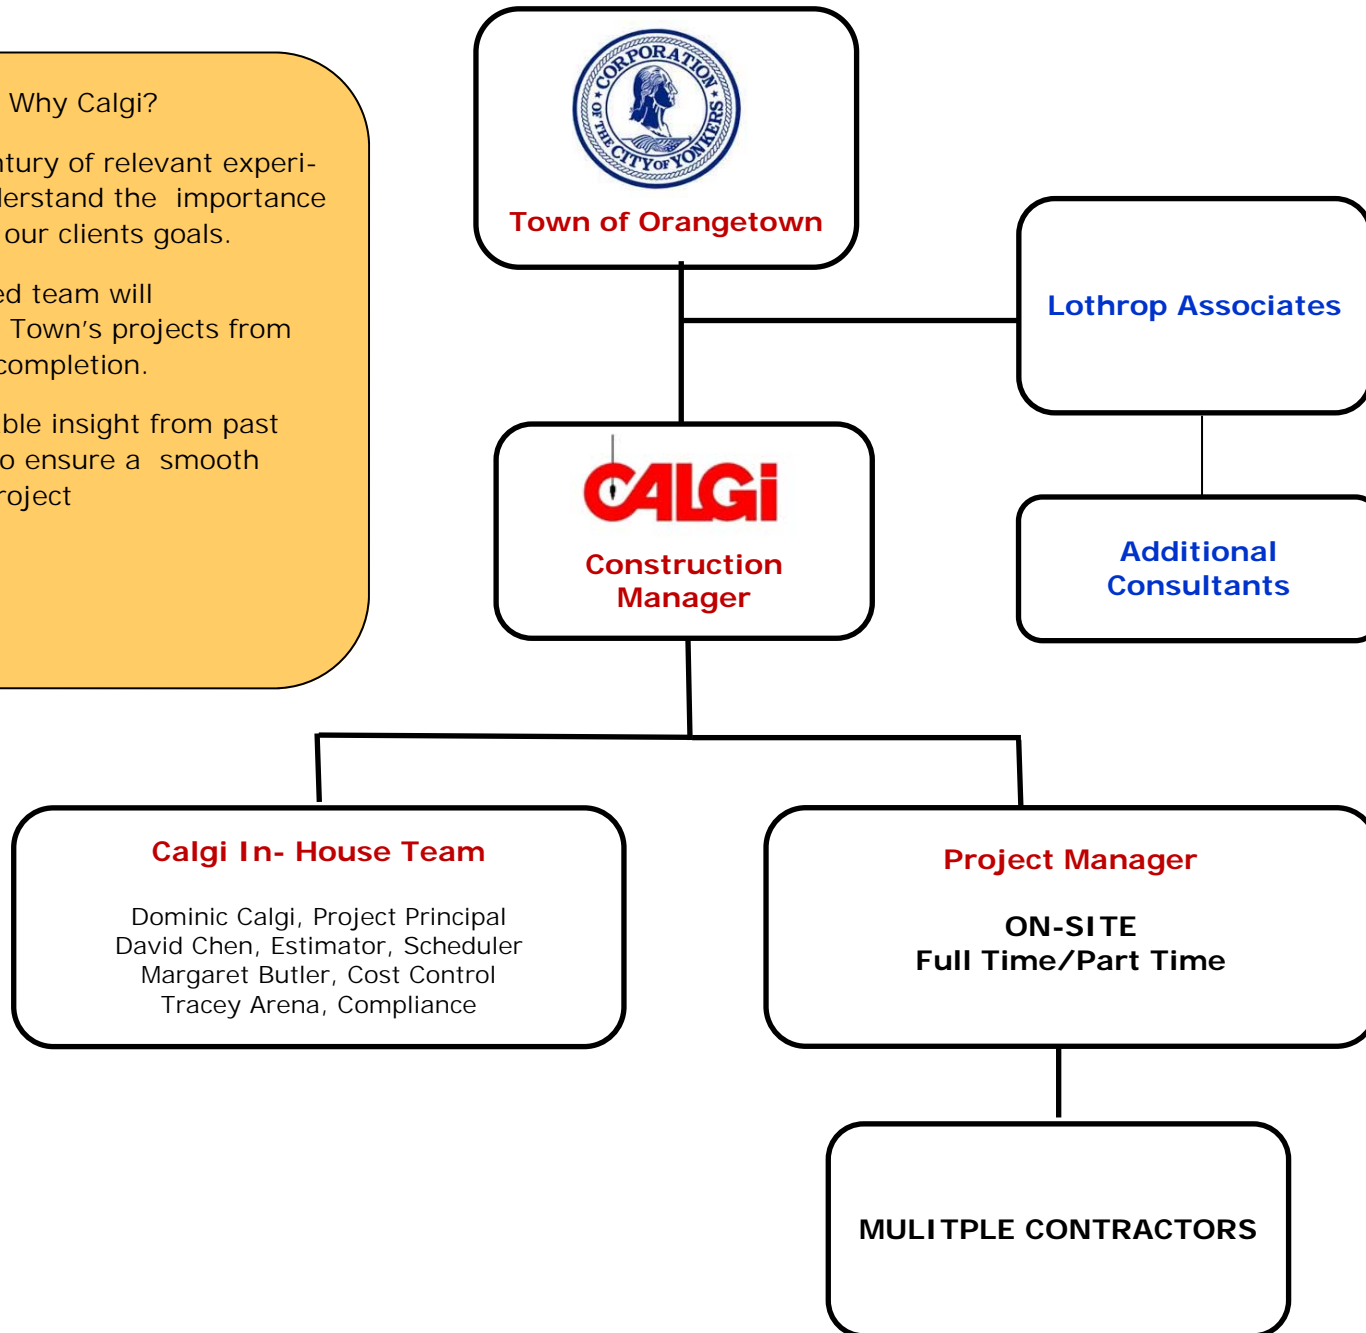 Why Calgi?
ntury of relevant experi-
derstand the importance
our clients goals.
ed team will
Town's projects from
completion.
able insight from past
o ensure a smooth
roject
CORPORATION
OF THE CITY OF YONKERS
Town of Orangetown
Lothrop Associates
CALGi
Construction
Manager
Additional
Consultants
Calgi In- House Team
Dominic Calgi, Project Principal
David Chen, Estimator, Scheduler
Margaret Butler, Cost Control
Tracey Arena, Compliance
Project Manager
ON-SITE
Full Time/Part Time
MULITPLE CONTRACTORS